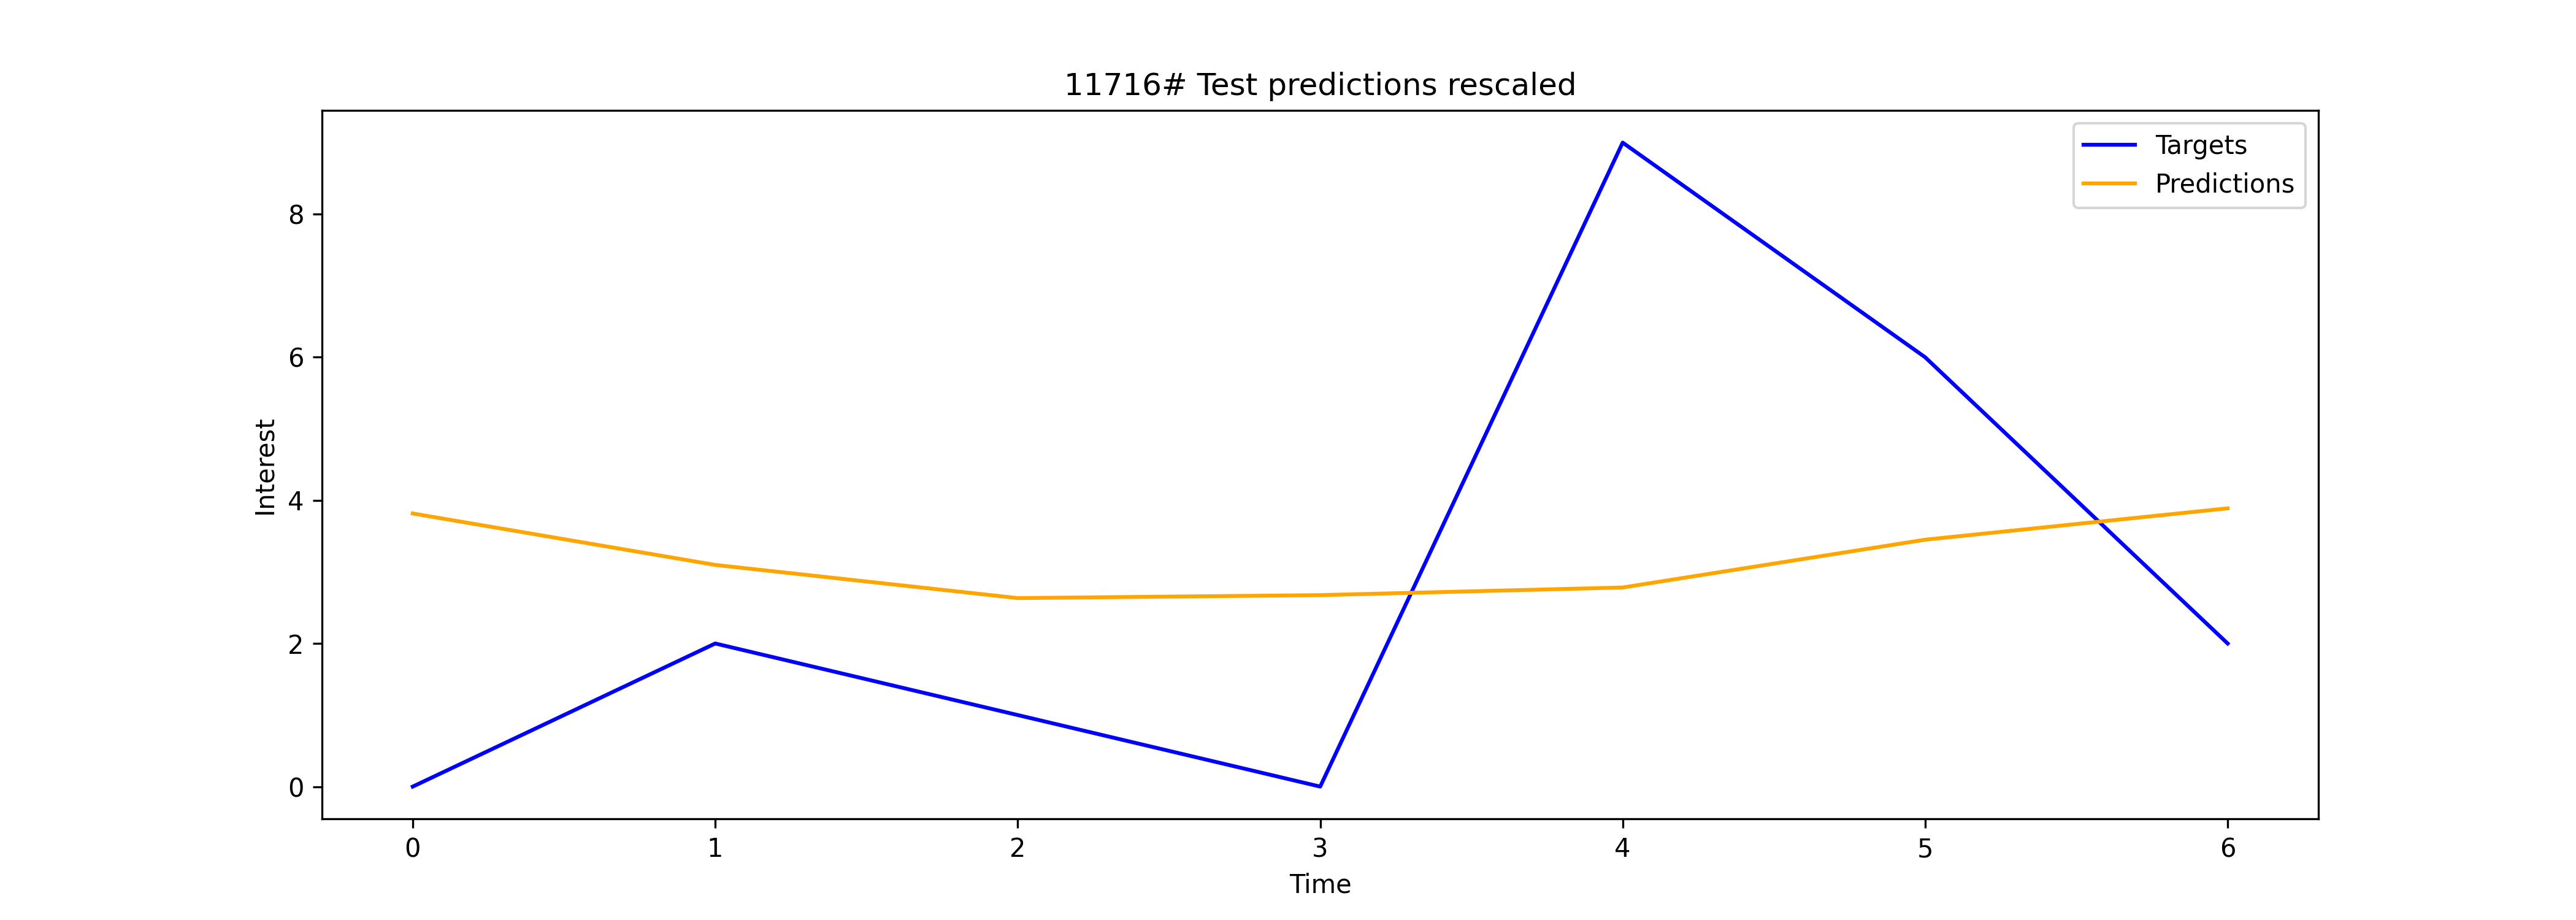 11716# Test predictions rescaled
Targets
Predictions
8
6
4
2
0
Interest
0 1 2 3 4 5 6
Time